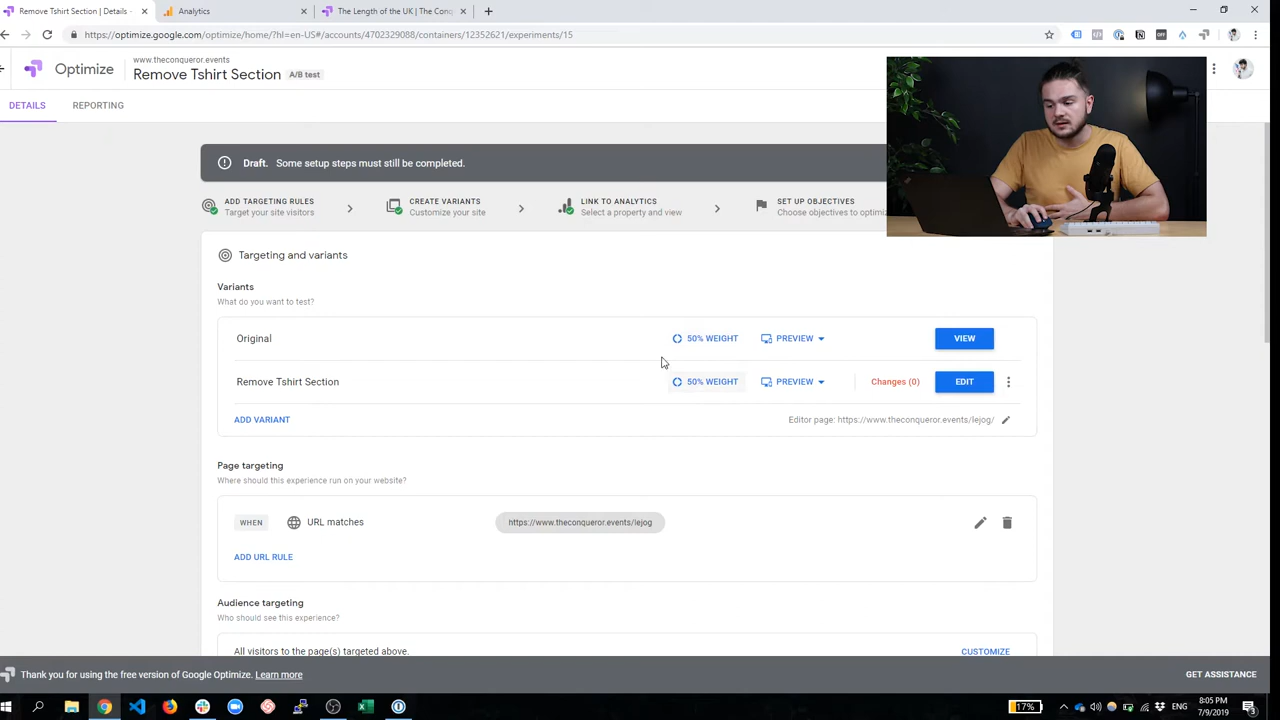 Remove Tshirt Section | Details -
Analytics
The Length of the UK | The Conq
https://optimize.google.com/optimize/home/?hl=en-US#/accounts/4702329088/containers/12352621/experiments/15
Optimize
www.theconqueror.events
Remove Tshirt Section A/B test
DETAILS REPORTING
Draft. Some setup steps must still be completed.
ADD TARGETING RULES
Target your site visitors
CREATE VARIANTS
Customize your site
LINK TO ANALYTICS
Select a property and view
SET UP OBJECTIVES
Choose objectives to optimiz
Targeting and variants
Variants
What do you want to test?
Original 50% WEIGHT PREVIEW VIEW
Remove Tshirt Section 50% WEIGHT PREVIEW Changes (0) EDIT
ADD VARIANT Editor page: https://www.theconqueror.events/lejog/
Page targeting
Where should this experience run on your website?
WHEN URL matches https://www.theconqueror.events/lejog
ADD URL RULE
Audience targeting
Who should see this experience?
All visitors to the page(s) targeted above. CUSTOMIZE
Thank you for using the free version of Google Optimize. Learn more GET ASSISTANCE
17%
8:05 PM
7/9/2019